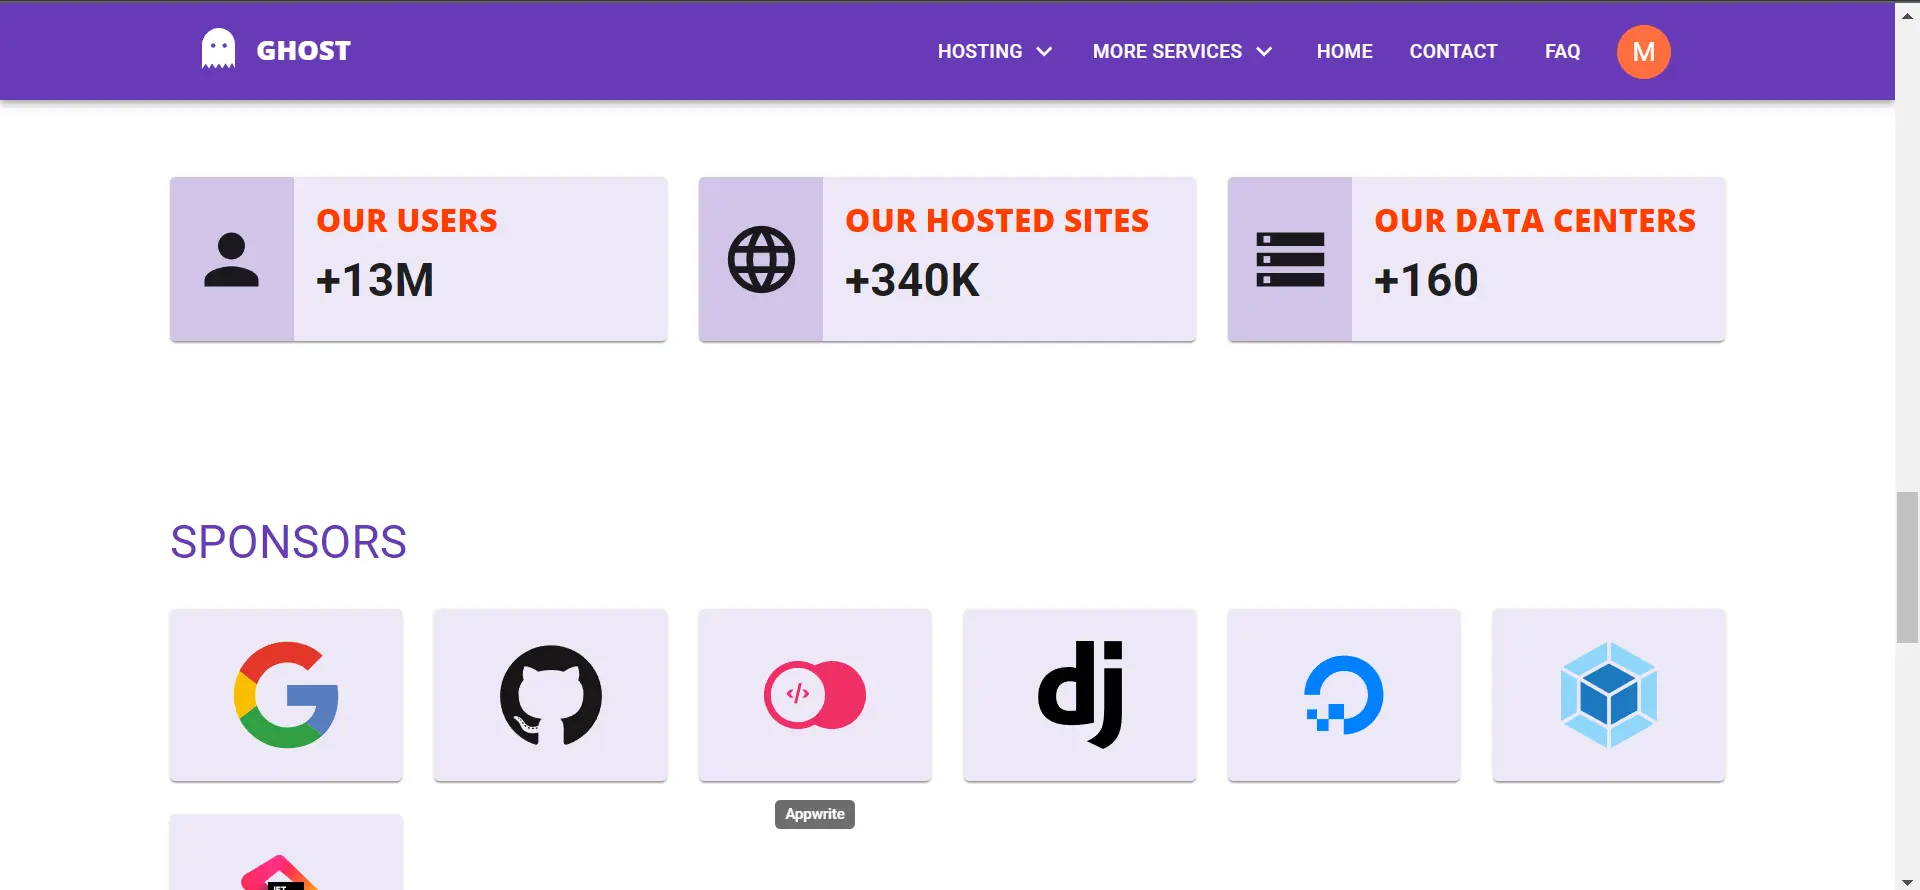 GHOST
HOSTING
MORE SERVICES
HOME
CONTACT
FAQ
M
OUR USERS
+13M
OUR HOSTED SITES
+340K
OUR DATA CENTERS
+160
SPONSORS
</>
dj
Appwrite